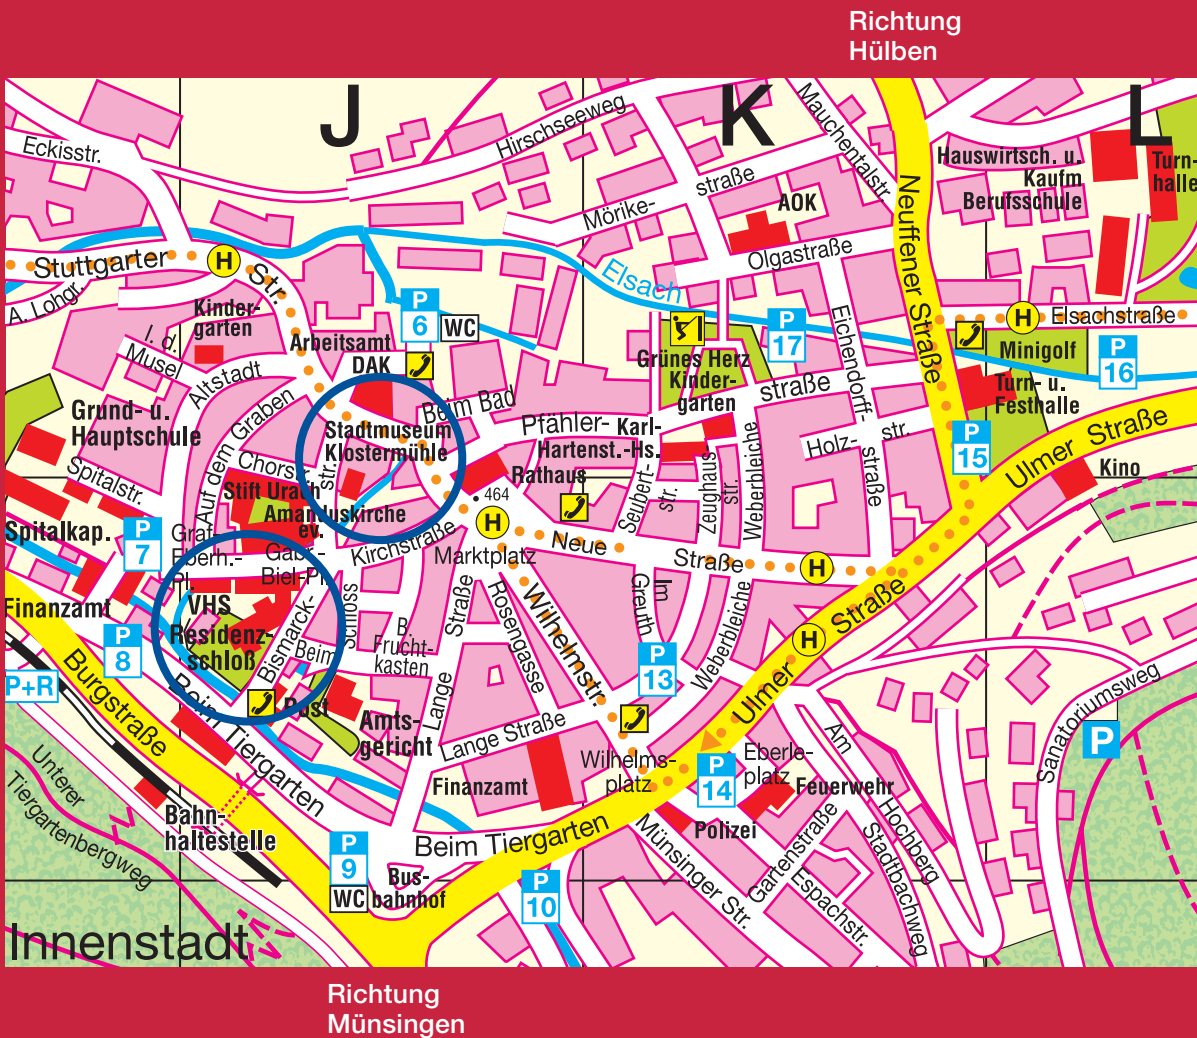 Richtung
Hülben
J
K
L
Eckisstr.
Hirschseeweg
Mauchentalstr.
Hauswirtsch. u.
Kaufm
Berufsschule
Turn-
halle
Mörike-
straße
AOK
Neuffener Straße
Stuttgarter
Str.
H
Olgastraße
Elsach
A. Lohgr.
Kinder-
garten
P
6
WC
Arbeitsamt
DAK
I. d.
Musel
Altstadt
Grünes Herz
Kinder-
garten
P
17
Eichendorff-
straße
H
Elsachstraße
Minigolf
P
16
Turn- u.
Festhalle
straße
Grund- u.
Hauptschule
Auf dem Graben
Beim Bad
Pfähler-
Stadtmuseum
Klostermühle
Karl-
Hartenst.-Hs.
Holz-
str.
P
15
Ulmer Straße
Kino
Spitalstr.
Chorstr.
str.
Stift Urach
Amanduskirche
ev.
Rathaus
464
Seubert-
str.
Zeughaus
str.
Weberbleiche
Spitalkap.
P
7
Graf-
Eberh.-
Pl.
Gabr.-
Biel-Pl.
Kirchstraße
H
Marktplatz
Neue
Straße
H
Finanzamt
VHS
Residenz-
schloß
Bismarck-
schloss
Beim
B.
Frucht-
kasten
Lange
Straße
Rosengasse
Wilhelmstr.
Im
Greuth
Weberbleiche
P
13
H
Ulmer
Straße
P
8
P+R
Burgstraße
Beim Tiergarten
Post
Amts-
gericht
Lange Straße
Finanzamt
Wilhelms-
platz
P
14
Eberle-
platz
Feuerwehr
Polizei
Am
Hochberg
Sanatoriumsweg
P
Unterer
Tiergartenbergweg
Bahn-
haltestelle
P
9
WC
Bus-
bahnhof
Beim Tiergarten
P
10
Münsinger Str.
Gartenstraße
Espachstr.
Stadtbachweg
Innenstadt
Richtung
Münsingen